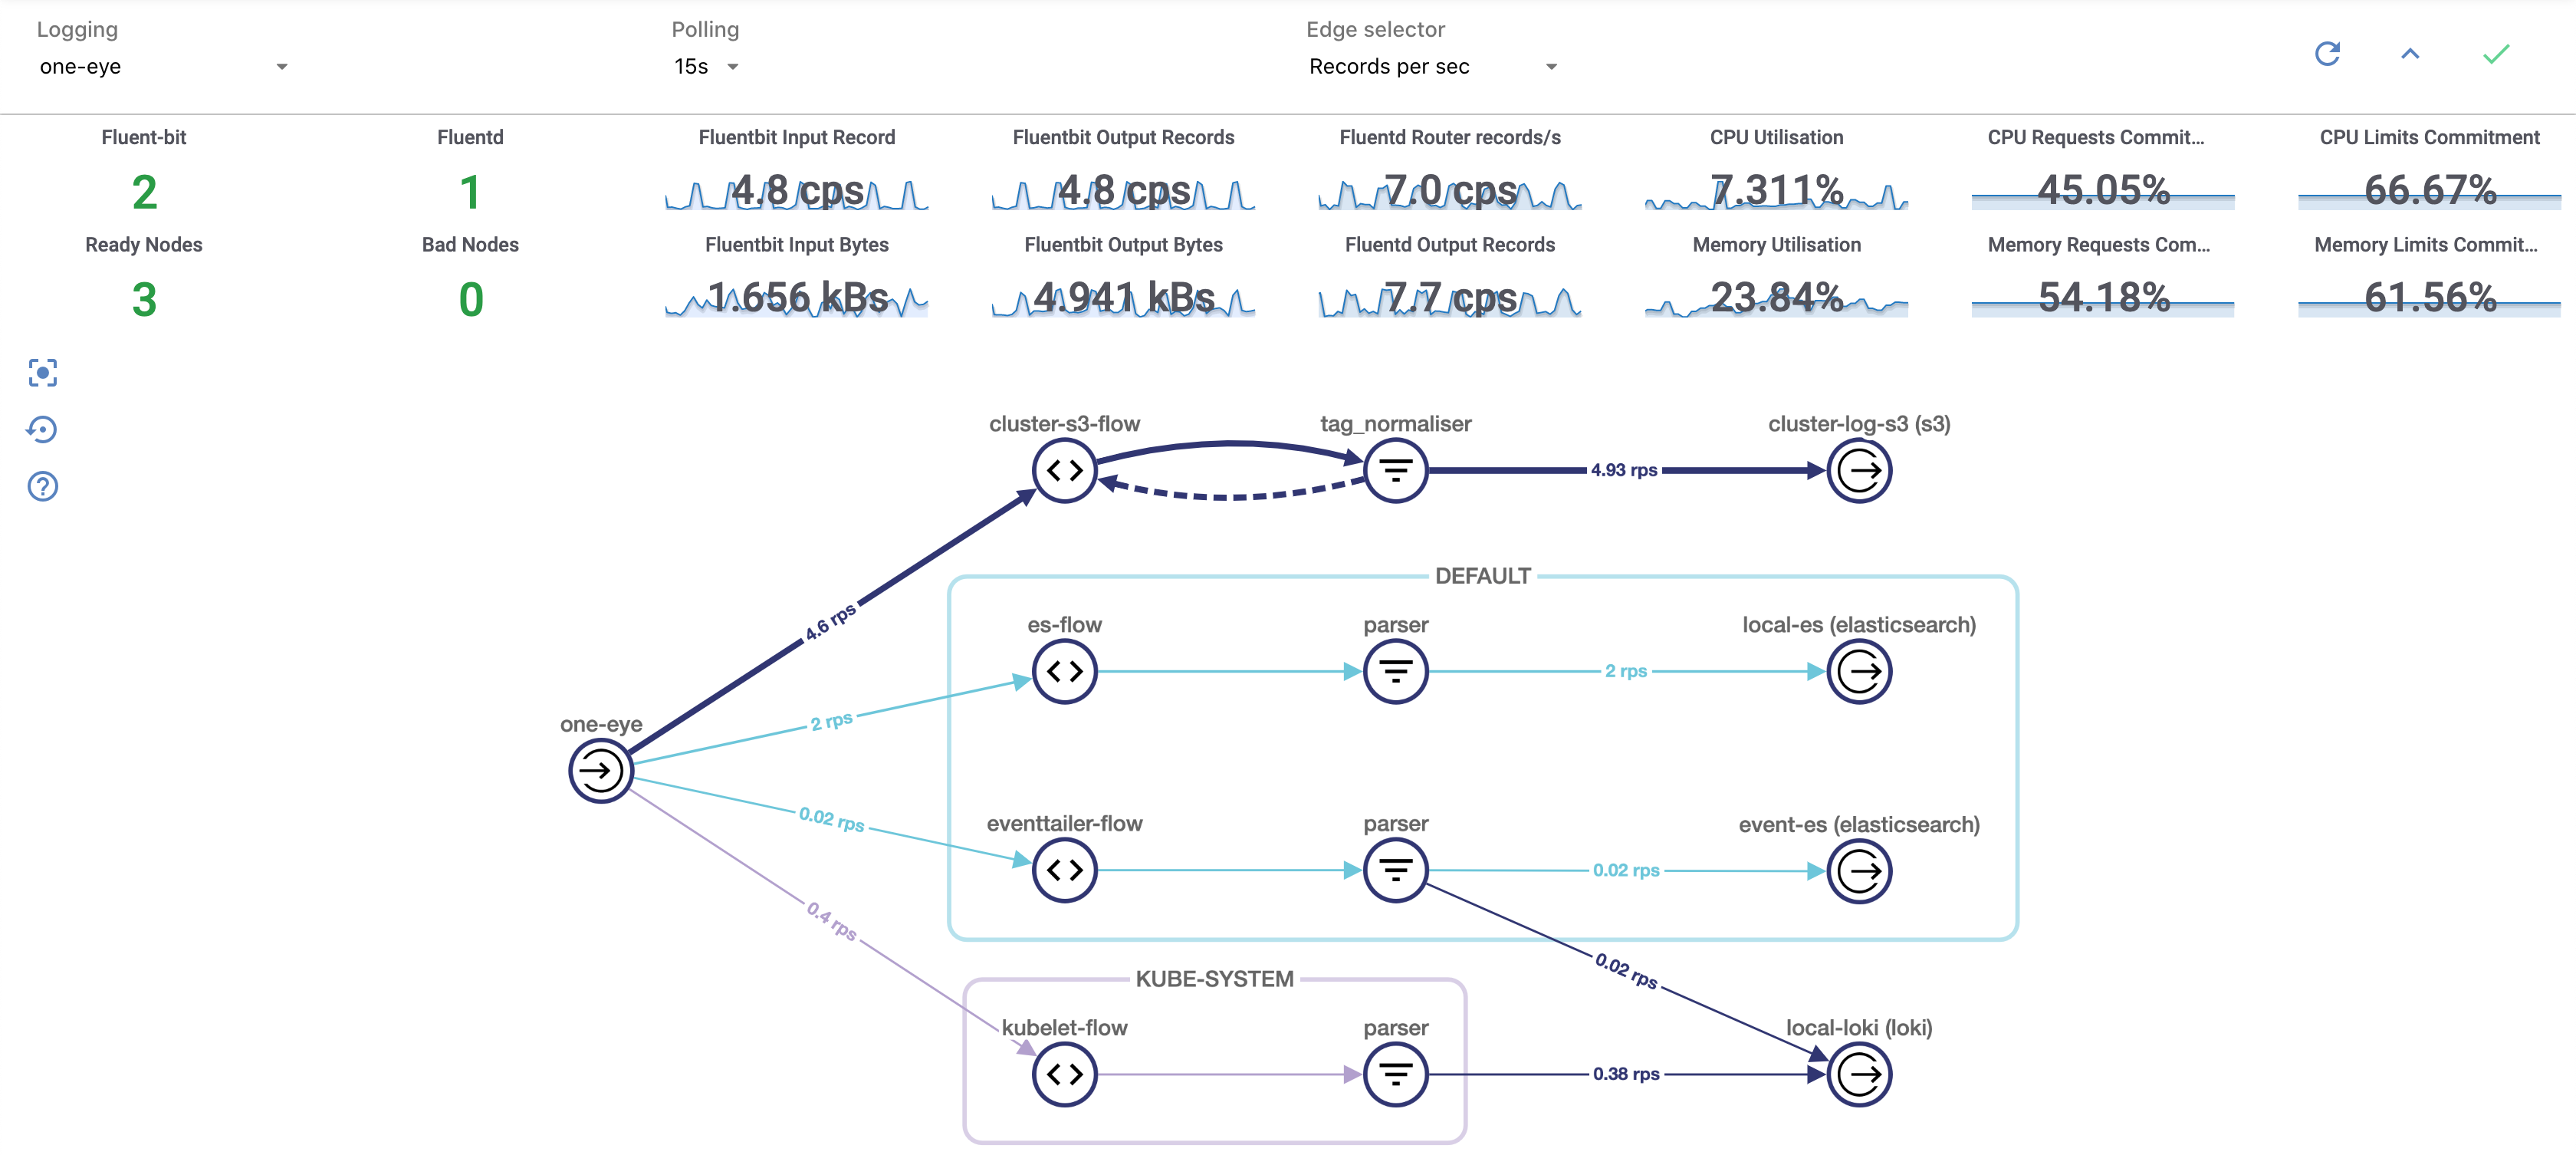 Logging
Polling
Edge selector
one-eye
15s
Records per sec
Fluent-bit
Fluentd
Fluentbit Input Record
Fluentbit Output Records
Fluentd Router records/s
CPU Utilisation
CPU Requests Commit...
CPU Limits Commitment
2
1
4.8 cps
4.8 cps
7.0 cps
7.311%
45.05%
66.67%
Ready Nodes
Bad Nodes
Fluentbit Input Bytes
Fluentbit Output Bytes
Fluentd Output Records
Memory Utilisation
Memory Requests Com...
Memory Limits Commit...
3
0
1.656 kBs
4.941 kBs
7.7 cps
23.84%
54.18%
61.56%
cluster-s3-flow
tag_normaliser
cluster-log-s3 (s3)
4.93 rps
DEFAULT
4.6 rps
es-flow
parser
local-es (elasticsearch)
2 rps
one-eye
2 rps
0.02 rps
eventtailer-flow
parser
event-es (elasticsearch)
0.02 rps
0.4 rps
0.02 rps
KUBE-SYSTEM
kubelet-flow
parser
local-loki (loki)
0.38 rps